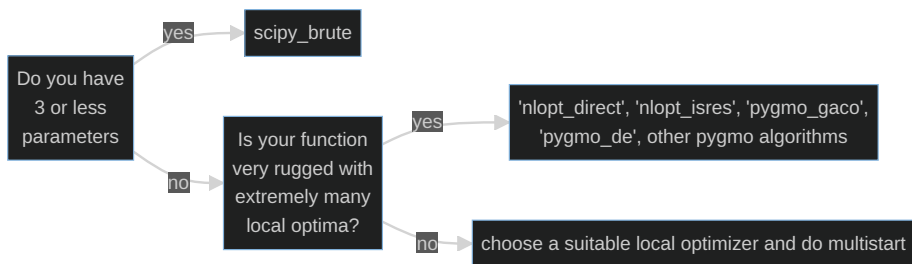 Do you have
3 or less
parameters
yes
scipy_brute
no
Is your function
very rugged with
extremely many
local optima?
yes
'nlopt_direct', 'nlopt_isres', 'pygmo_gaco',
'pygmo_de', other pygmo algorithms
no
choose a suitable local optimizer and do multistart